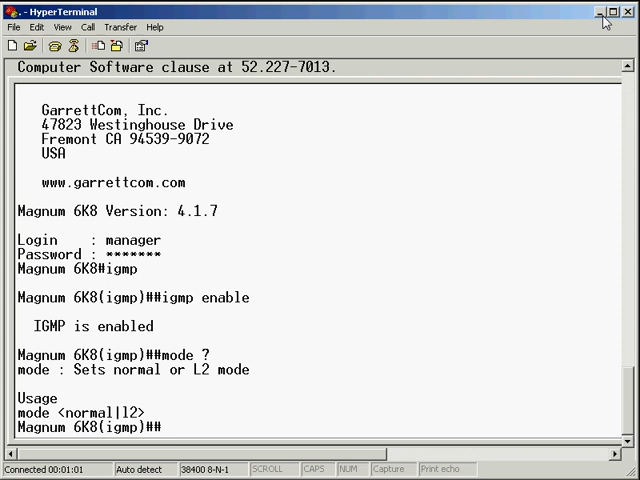 . - HyperTerminal
File Edit View Call Transfer Help
Computer Software clause at 52.227-7013.
GarrettCom, Inc.
47823 Westinghouse Drive
Fremont CA 94539-9072
USA
www.garrettcom.com
Magnum 6K8 Version: 4.1.7
Login : manager
Password : *******
Magnum 6K8#igmp
Magnum 6K8(igmp)##igmp enable
IGMP is enabled
Magnum 6K8(igmp)##mode ?
mode : Sets normal or L2 mode
Usage
mode <normal|l2>
Magnum 6K8(igmp)##
Connected 00:01:01 Auto detect 38400 8-N-1 SCROLL CAPS NUM Capture Print echo